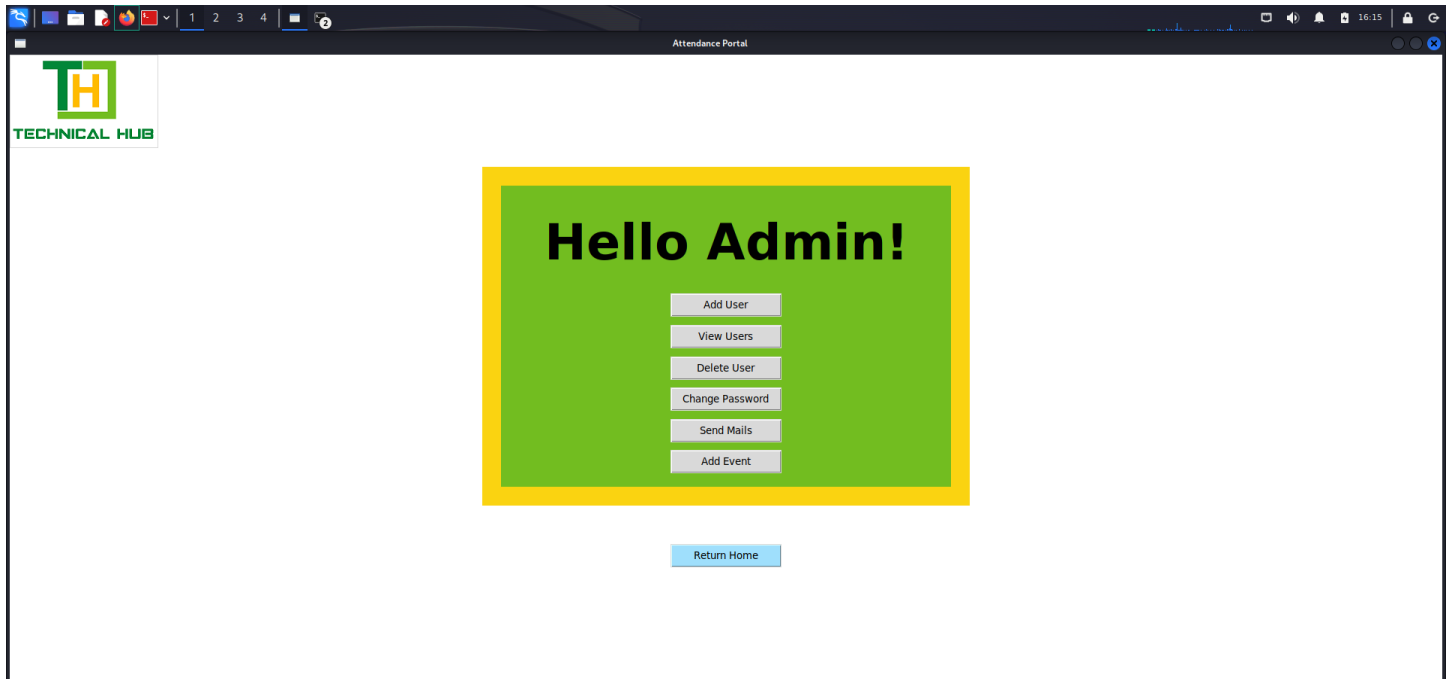 1 2 3 4 2 16:15
Attendance Portal
TH
TECHNICAL HUB
Hello Admin!
Add User
View Users
Delete User
Change Password
Send Mails
Add Event
Return Home